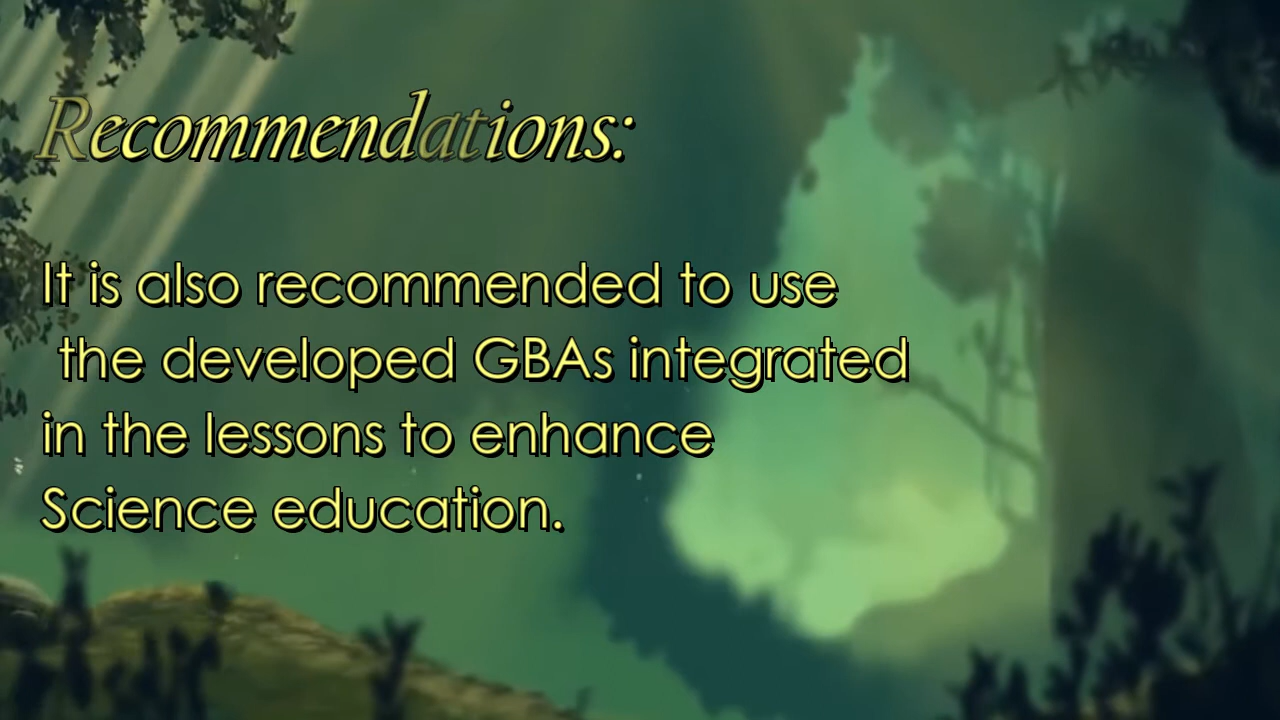 Recommendations:
It is also recommended to use
the developed GBAs integrated
in the lessons to enhance
Science education.